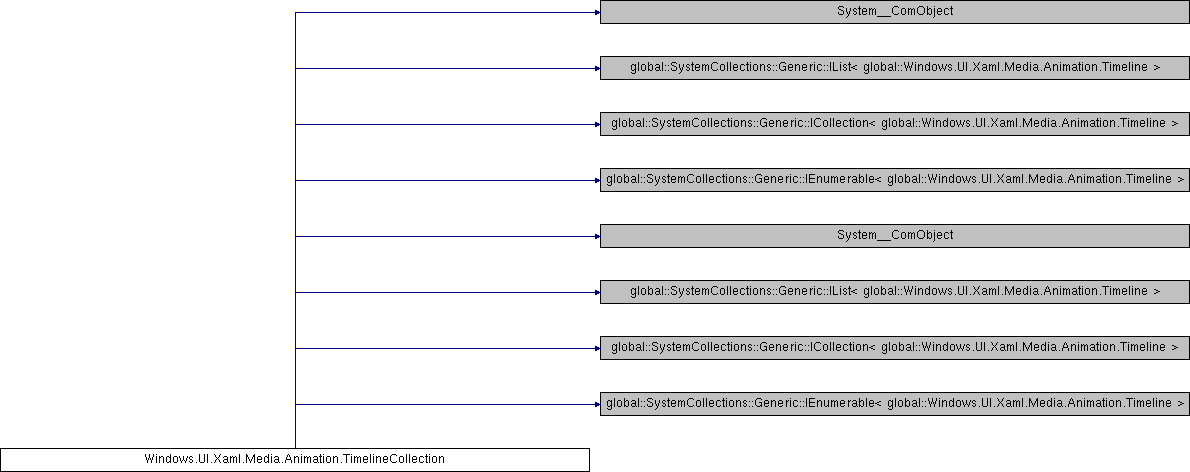 System__ComObject
global::SystemCollections::Generic::IList< global::Windows.UI.Xaml.Media.Animation.Timeline >
global::SystemCollections::Generic::ICollection< global::Windows.UI.Xaml.Media.Animation.Timeline >
global::SystemCollections::Generic::IEnumerable< global::Windows.UI.Xaml.Media.Animation.Timeline >
System__ComObject
global::SystemCollections::Generic::IList< global::Windows.UI.Xaml.Media.Animation.Timeline >
global::SystemCollections::Generic::ICollection< global::Windows.UI.Xaml.Media.Animation.Timeline >
global::SystemCollections::Generic::IEnumerable< global::Windows.UI.Xaml.Media.Animation.Timeline >
Windows.UI.Xaml.Media.Animation.TimelineCollection